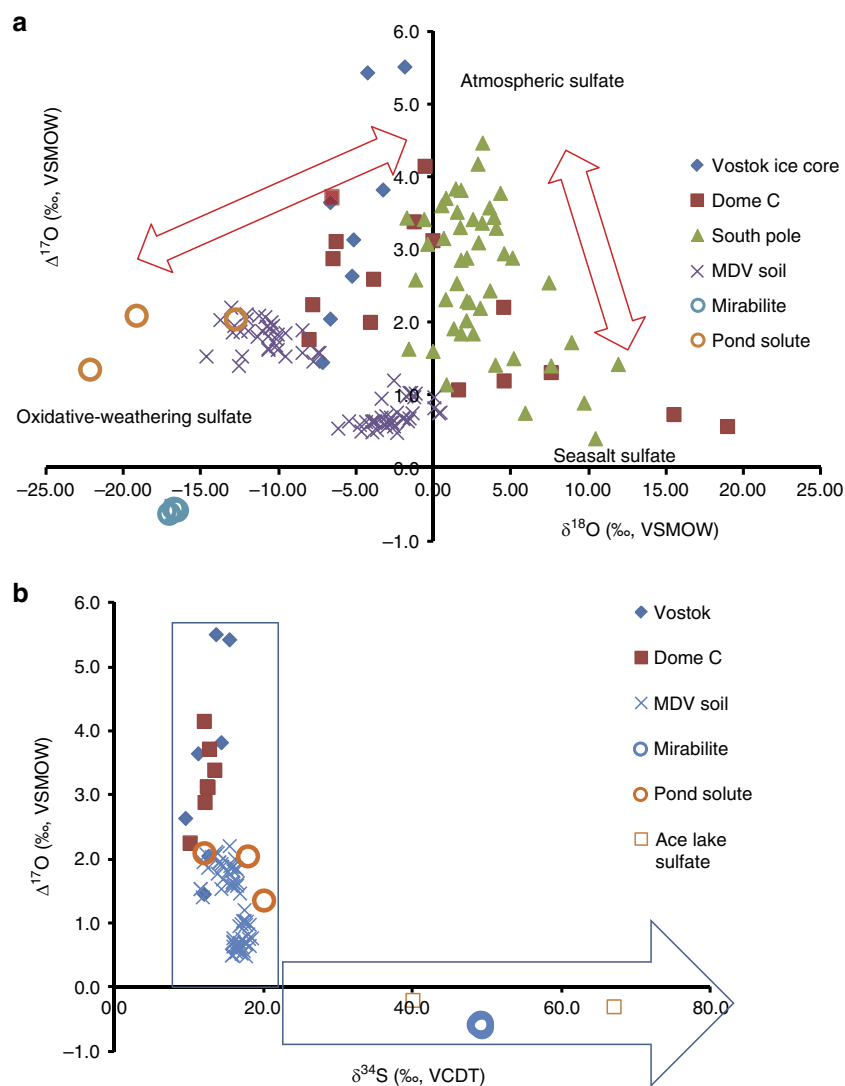 a
6.0
5.0
4.0
3.0
2.0
1.0
0.0
–1.0
Δ17O (‰, VSMOW)
Atmospheric sulfate
Oxidative-weathering sulfate
Seasalt sulfate
Vostok ice core
Dome C
South pole
MDV soil
Mirabilite
Pond solute
–25.00 –20.00 –15.00 –10.00 –5.00 0.00 5.00 10.00 15.00 20.00 25.00
δ18O (‰, VSMOW)
b
6.0
5.0
4.0
3.0
2.0
1.0
0.0
–1.0
Δ17O (‰, VSMOW)
Vostok
Dome C
MDV soil
Mirabilite
Pond solute
Ace lake
sulfate
0.0 20.0 40.0 60.0 80.0
δ34S (‰, VCDT)